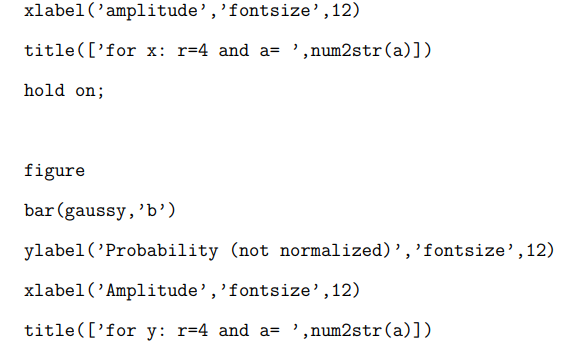 xlabel(’amplitude’,’fontsize’,12)
title([’for x: r=4 and a= ’,num2str(a)])
hold on;
figure
bar(gaussy,’b’)
ylabel(’Probability (not normalized)’,’fontsize’,12)
xlabel(’Amplitude’,’fontsize’,12)
title([’for y: r=4 and a= ’,num2str(a)])